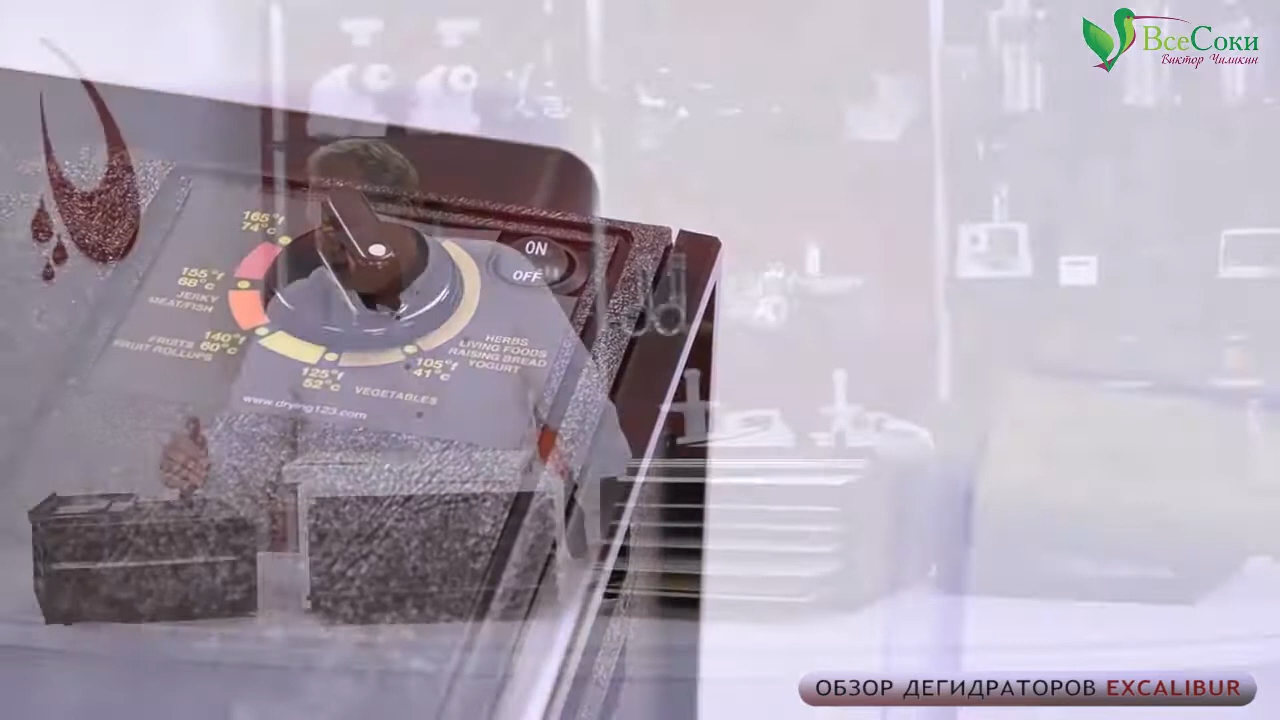 ВсеСоки
Виктор Чиликин
165°f
74°c
ON
OFF
155°f
68°c
JERKY
MEAT/FISH
140°f
60°c
FRUITS
FRUIT ROLLUPS
125°f
52°c
VEGETABLES
105°f
41°c
HERBS
LIVING FOODS
RAISING BREAD
YOGURT
www.drying123.com
ОБЗОР ДЕГИДРАТОРОВ EXCALIBUR